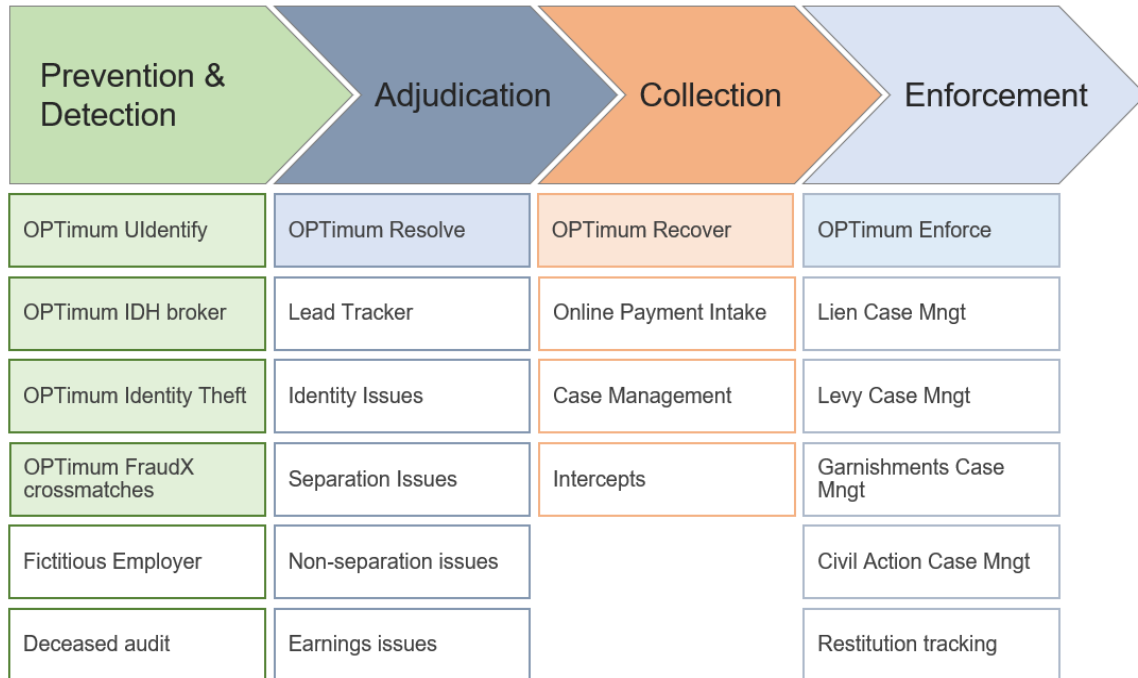 Prevention &
Detection
Adjudication
Collection
Enforcement
OPTimum UIdentify
OPTimum Resolve
OPTimum Recover
OPTimum Enforce
OPTimum IDH broker
Lead Tracker
Online Payment Intake
Lien Case Mngt
OPTimum Identity Theft
Identity Issues
Case Management
Levy Case Mngt
OPTimum FraudX
crossmatches
Separation Issues
Intercepts
Garnishments Case
Mngt
Fictitious Employer
Non-separation issues
Civil Action Case Mngt
Deceased audit
Earnings issues
Restitution tracking